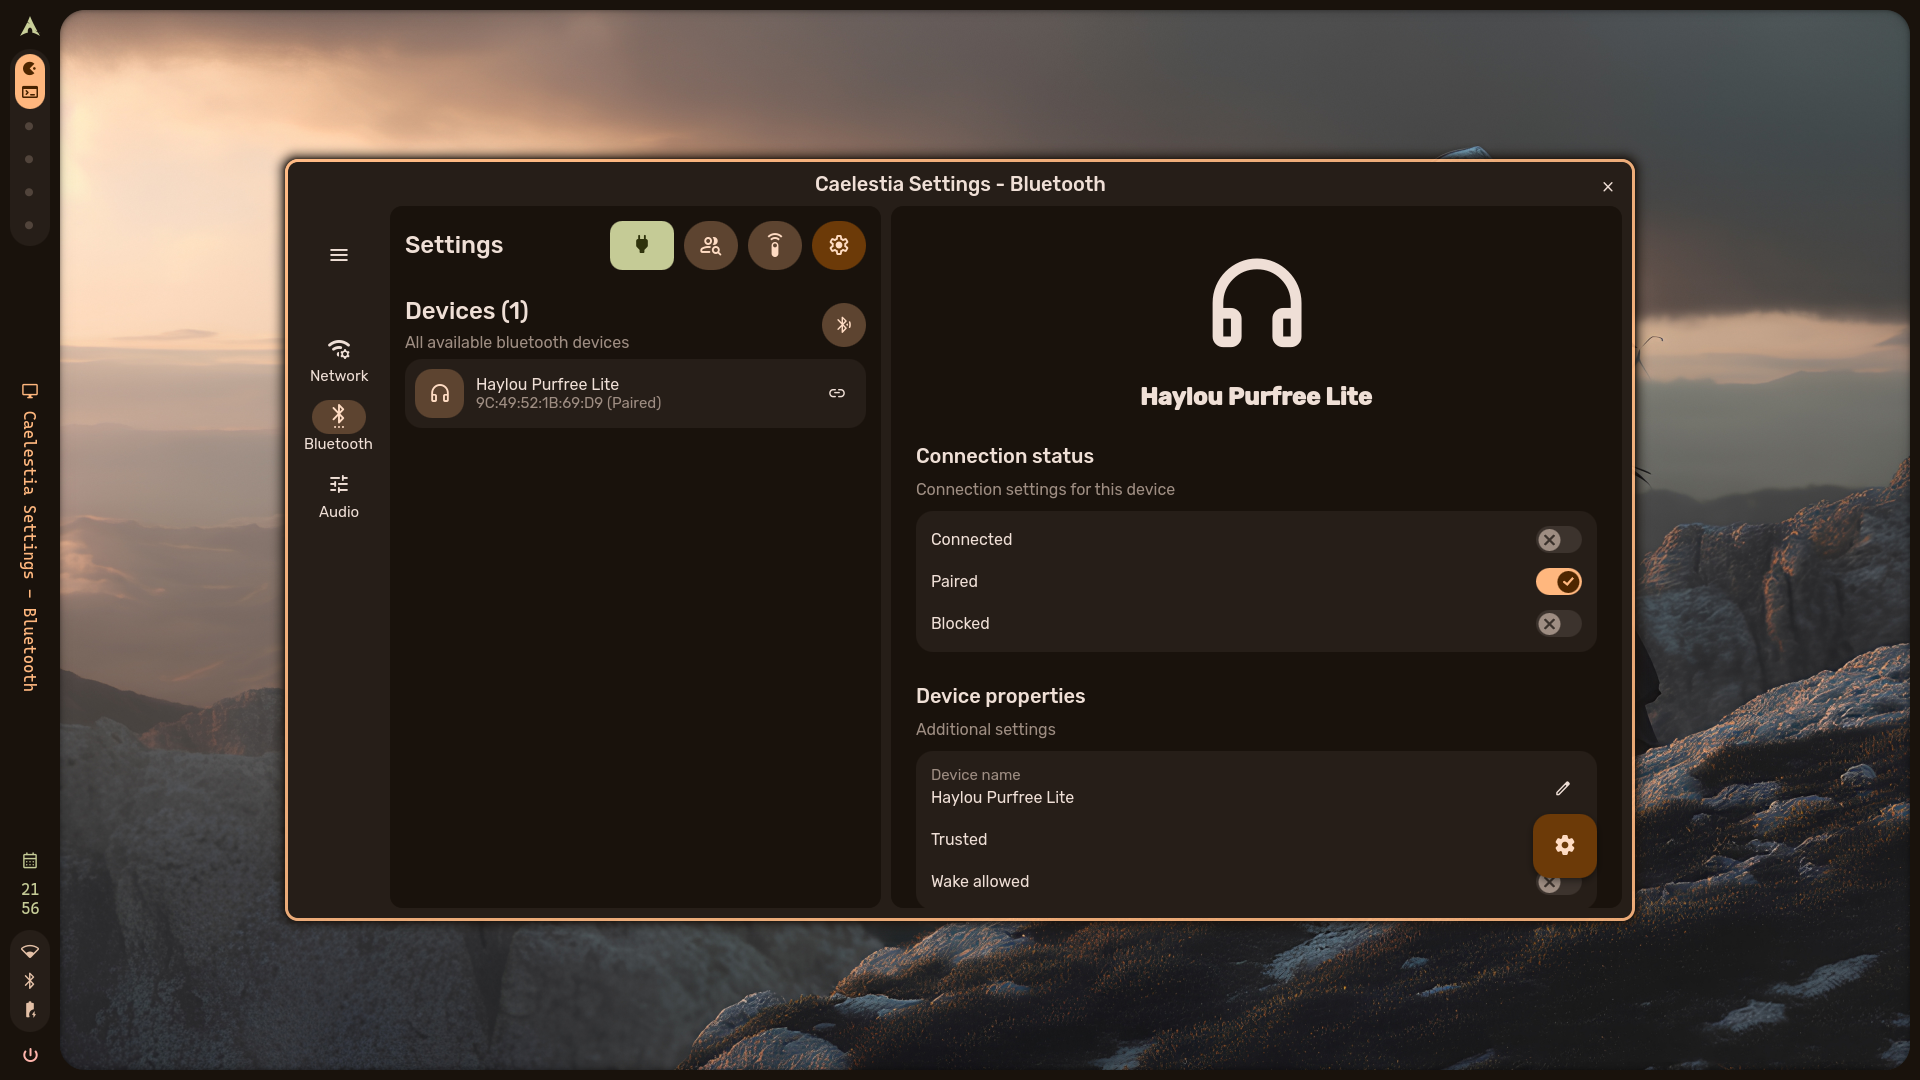 Caelestia Settings - Bluetooth
Caelestia Settings - Bluetooth
21
56
Network
Bluetooth
Audio
Settings
Devices (1)
All available bluetooth devices
Haylou Purfree Lite
9C:49:52:1B:69:D9 (Paired)
Haylou Purfree Lite
Connection status
Connection settings for this device
Connected
Paired
Blocked
Device properties
Additional settings
Device name
Haylou Purfree Lite
Trusted
Wake allowed